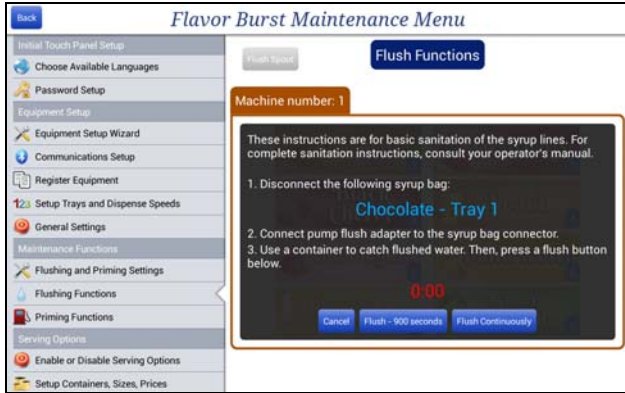 Back
Flavor Burst Maintenance Menu
Initial Touch Panel Setup
Choose Available Languages
Password Setup
Equipment Setup
Equipment Setup Wizard
Communications Setup
Register Equipment
123 Setup Trays and Dispense Speeds
General Settings
Maintenance Functions
Flushing and Priming Settings
Flushing Functions
Priming Functions
Serving Options
Enable or Disable Serving Options
Setup Containers, Sizes, Prices
Flush Spout
Flush Functions
Machine number: 1
These instructions are for basic sanitation of the syrup lines. For
complete sanitation instructions, consult your operator's manual.
1. Disconnect the following syrup bag:
Chocolate - Tray 1
2. Connect pump flush adapter to the syrup bag connector.
3. Use a container to catch flushed water. Then, press a flush button
below.
0:00
Cancel
Flush - 900 seconds
Flush Continuously